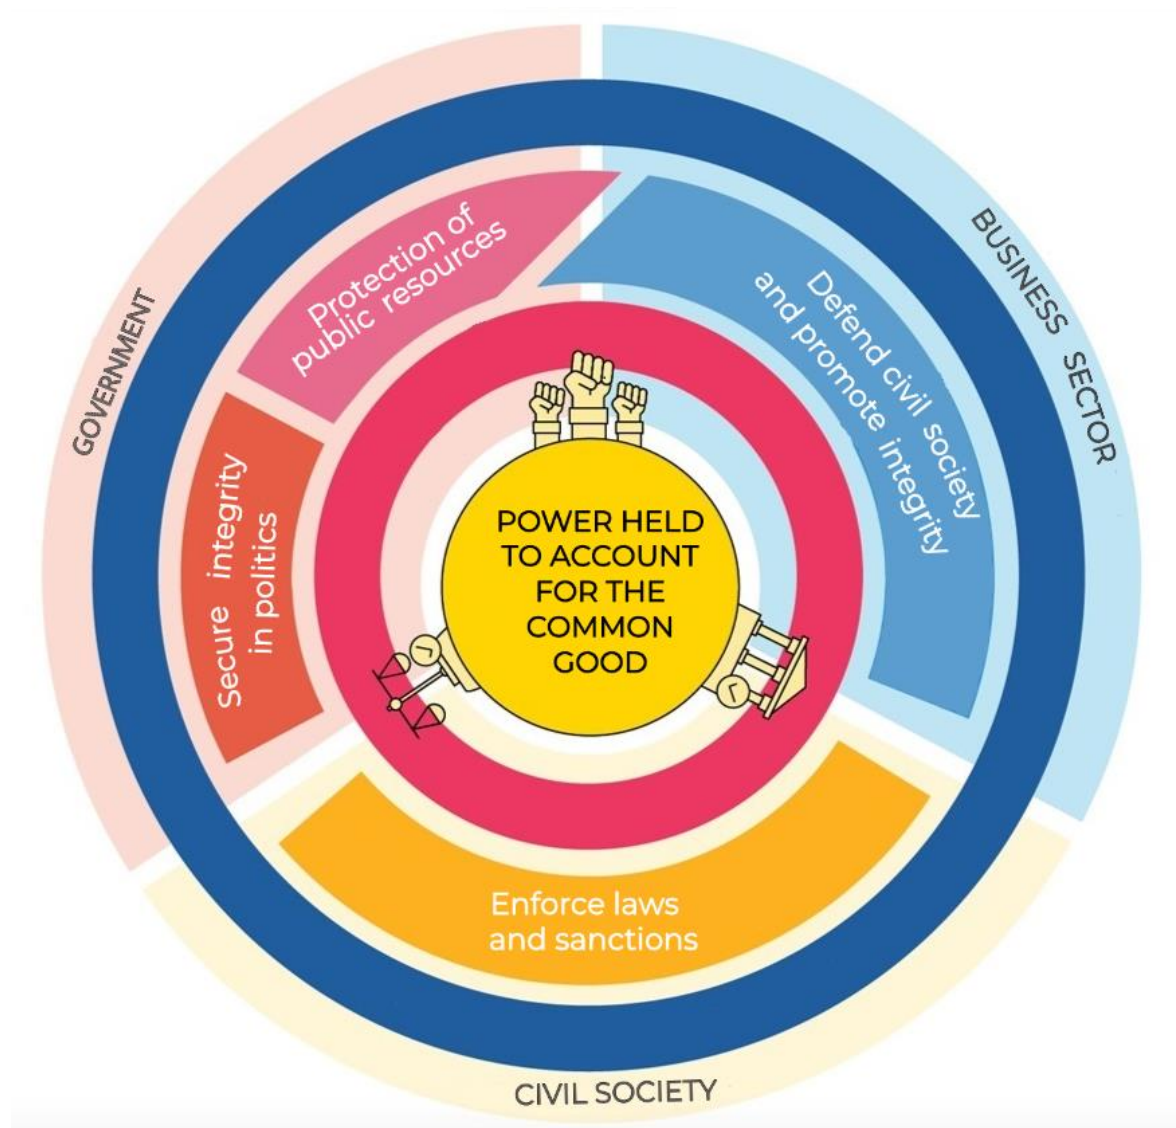 GOVERNMENT
BUSINESS SECTOR
Protection of
public resources
Defend civil society
and promote integrity
Secure integrity
in politics
POWER HELD
TO ACCOUNT
FOR THE
COMMON
GOOD
Enforce laws
and sanctions
CIVIL SOCIETY